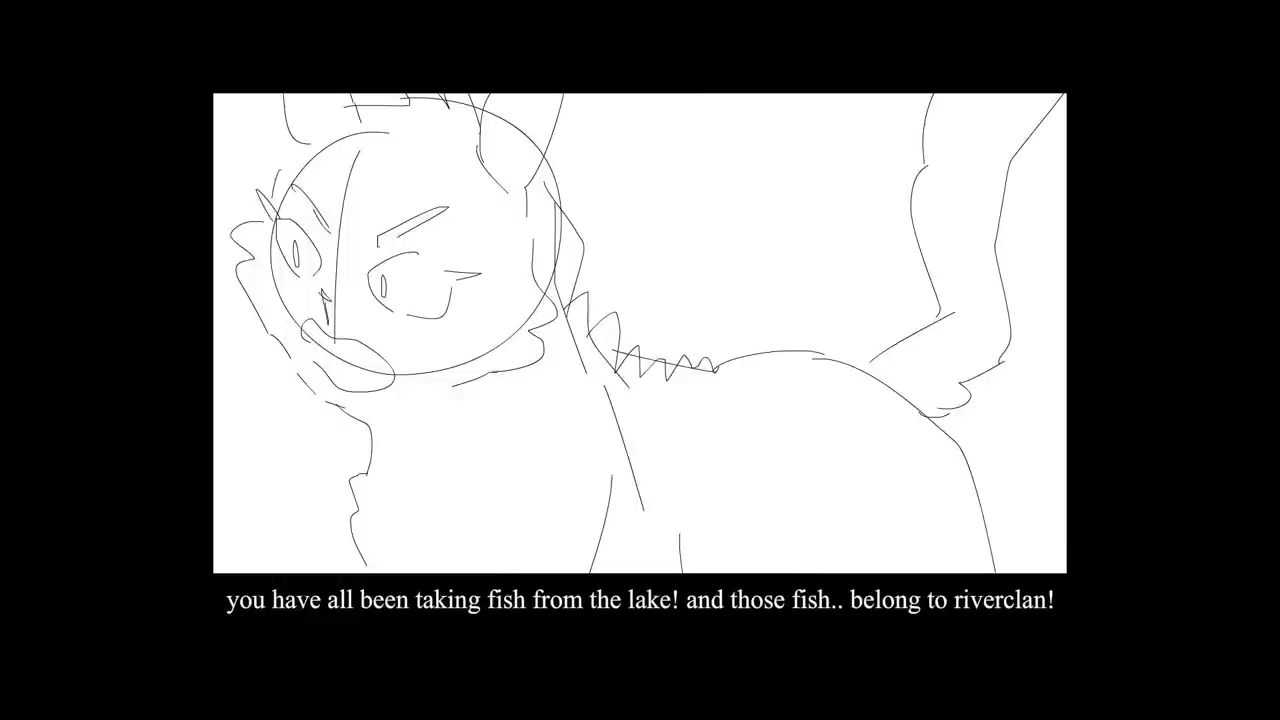 you have all been taking fish from the lake! and those fish.. belong to riverclan!